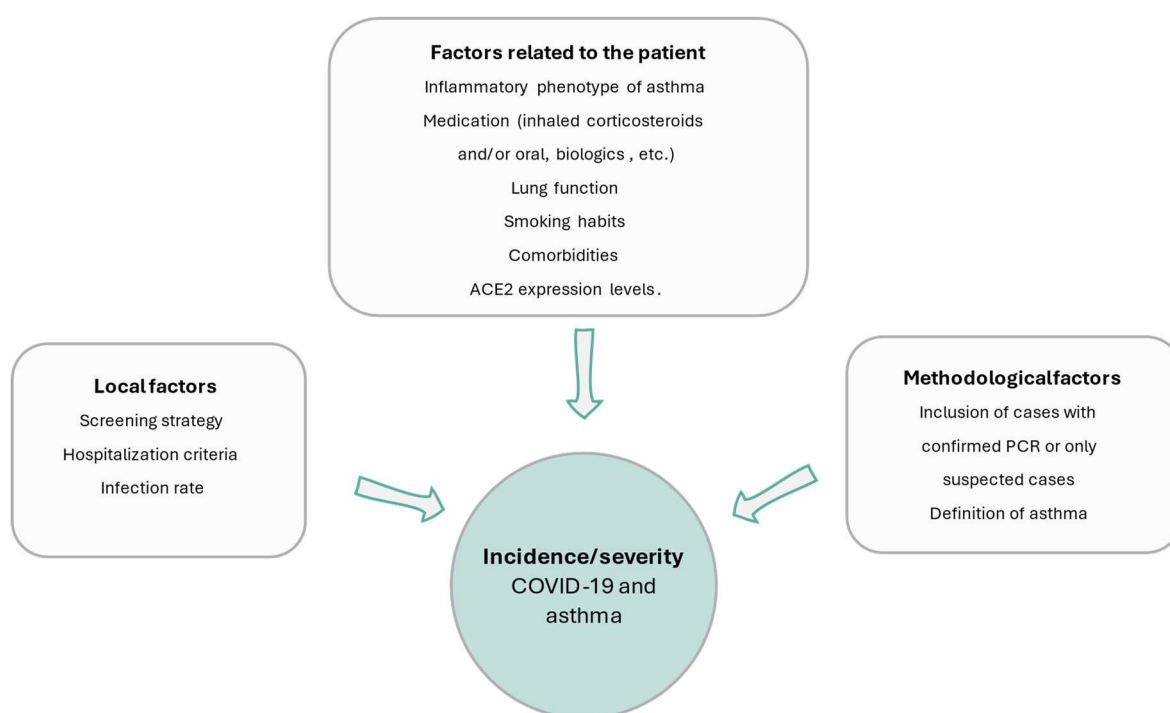 Factors related to the patient
Inflammatory phenotype of asthma
Medication (inhaled corticosteroids
and/or oral, biologics , etc.)
Lung function
Smoking habits
Comorbidities
ACE2 expression levels.
Local factors
Screening strategy
Hospitalization criteria
Infection rate
Methodologicalfactors
Inclusion of cases with
confirmed PCR or only
suspected cases
Definition of asthma
Incidence/severity
COVID-19 and
asthma